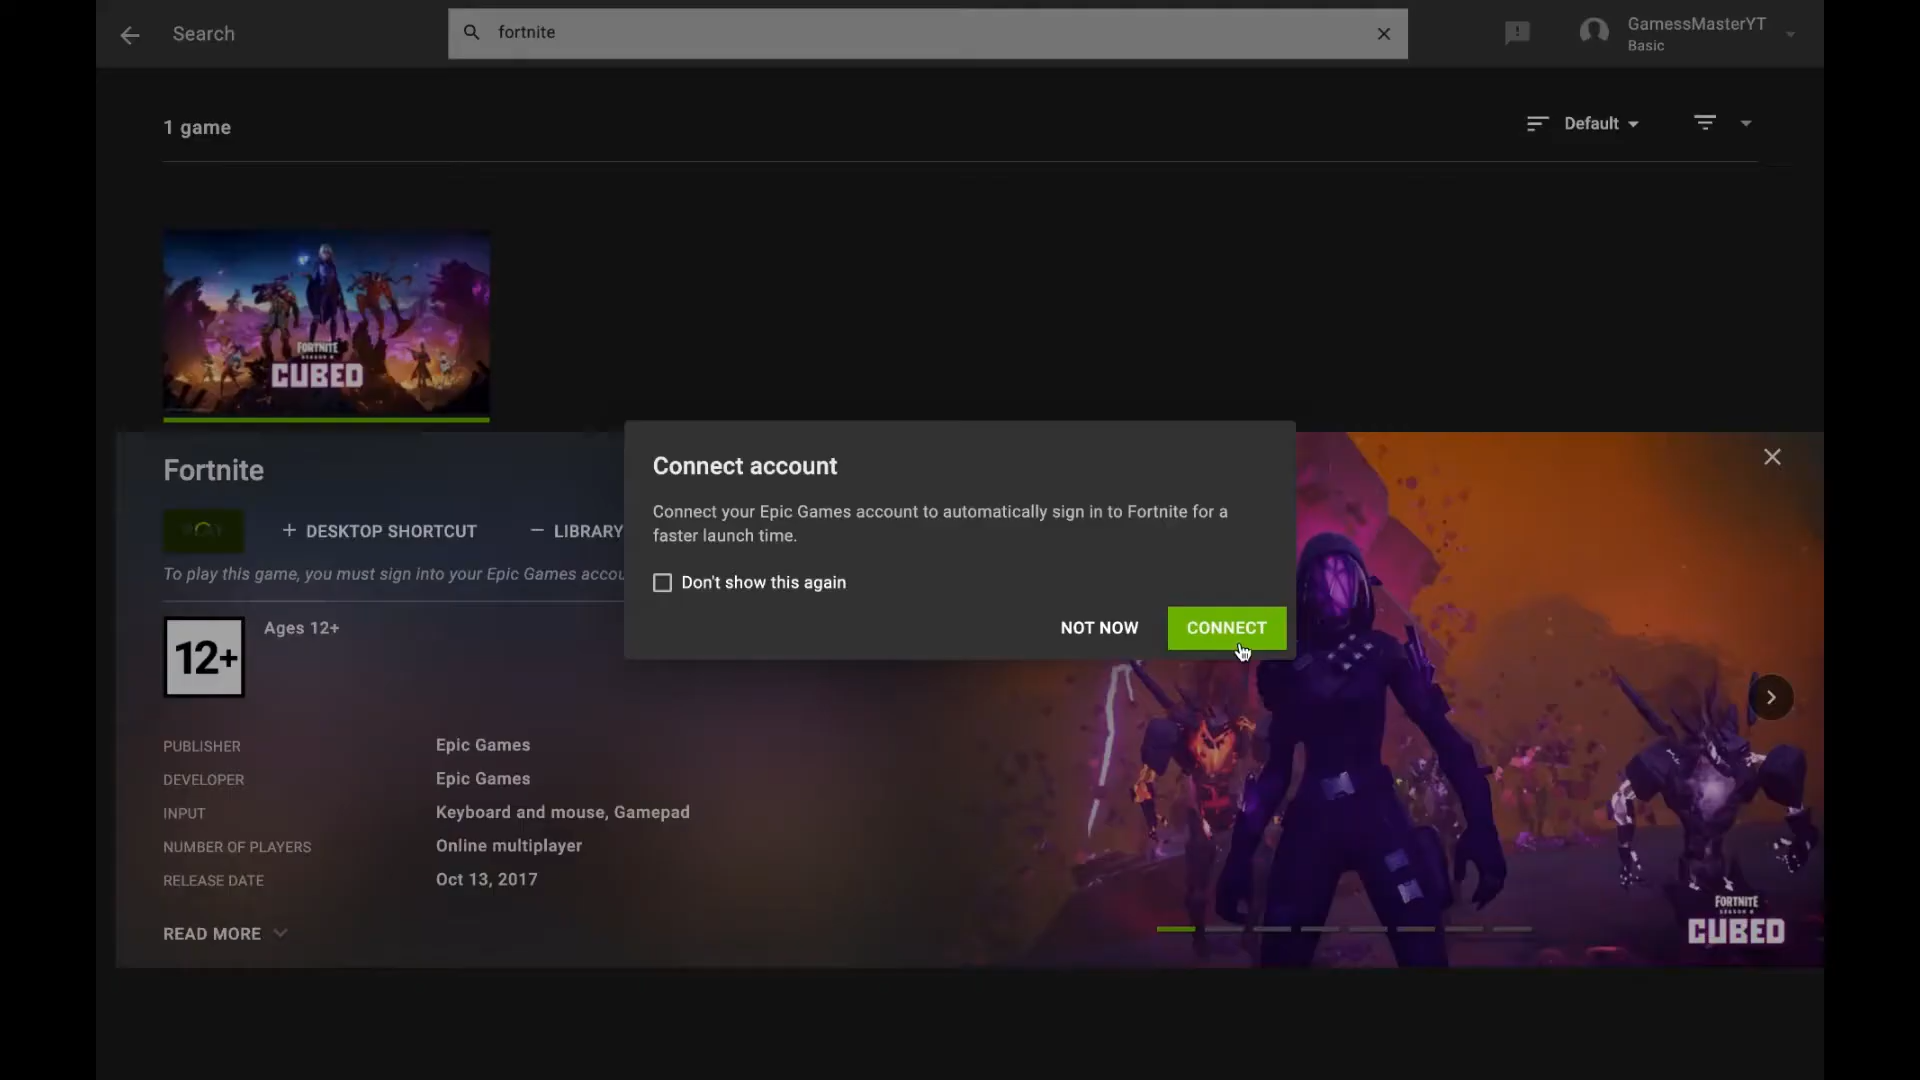 Search
fortnite
GamessMasterYT
Basic
1 game
Default
FORTNITE
CUBED
Fortnite
+ DESKTOP SHORTCUT
− LIBRARY
To play this game, you must sign into your Epic Games accou
Connect account
Connect your Epic Games account to automatically sign in to Fortnite for a
faster launch time.
Don't show this again
NOT NOW
CONNECT
12+
Ages 12+
PUBLISHER Epic Games
DEVELOPER Epic Games
INPUT Keyboard and mouse, Gamepad
NUMBER OF PLAYERS Online multiplayer
RELEASE DATE Oct 13, 2017
READ MORE
FORTNITE
SEASON 8
CUBED